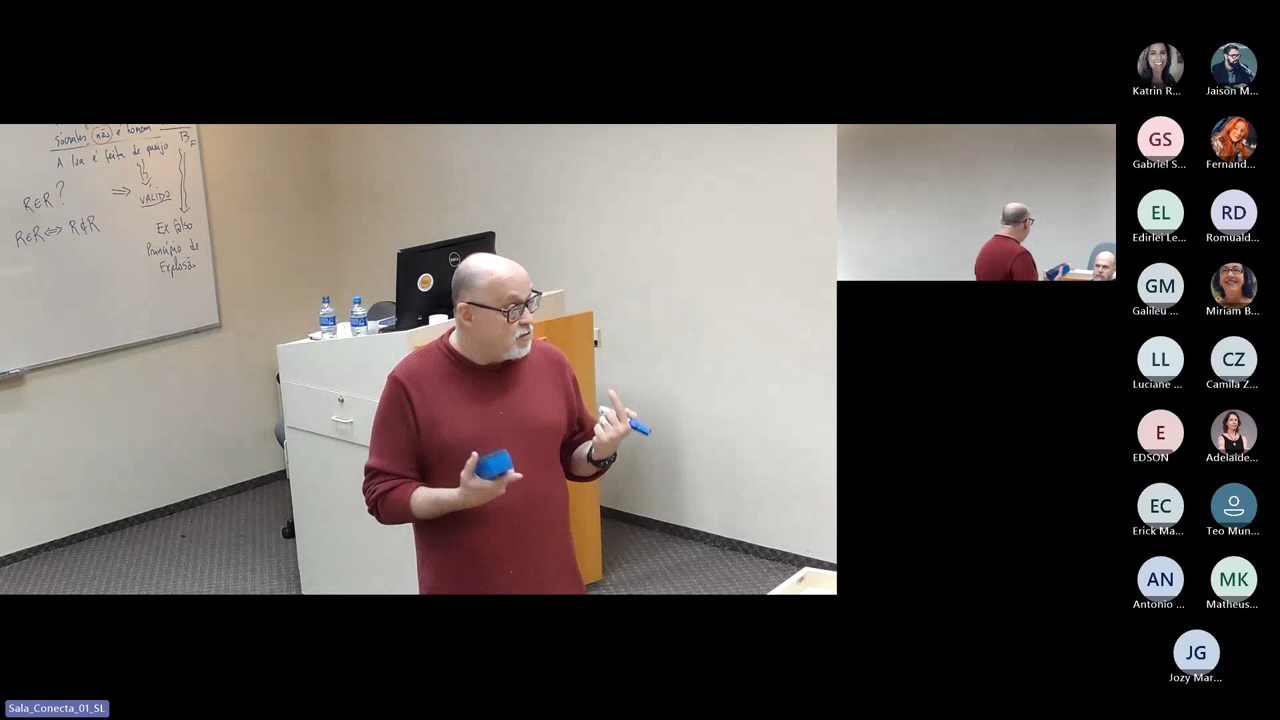 Sócrates não é homem
B F
A lua é feita de queijo
R∈R?
⇒ VÁLIDO
R∈R ⇔ R∉R
Ex Falso
Princípio de
Explosão
DELL
Katrin R...
Jaison M...
GS
Gabriel S...
Fernand...
EL
Edirlei Le...
RD
Romuald...
GM
Galileu ...
Miriam B...
LL
Luciane ...
CZ
Camila Z...
E
EDSON
Adelaide...
EC
Erick Ma...
Teo Mun...
AN
Antonio ...
MK
Matheus...
JG
Jozy Mar...
Sala_Conecta_01_SL